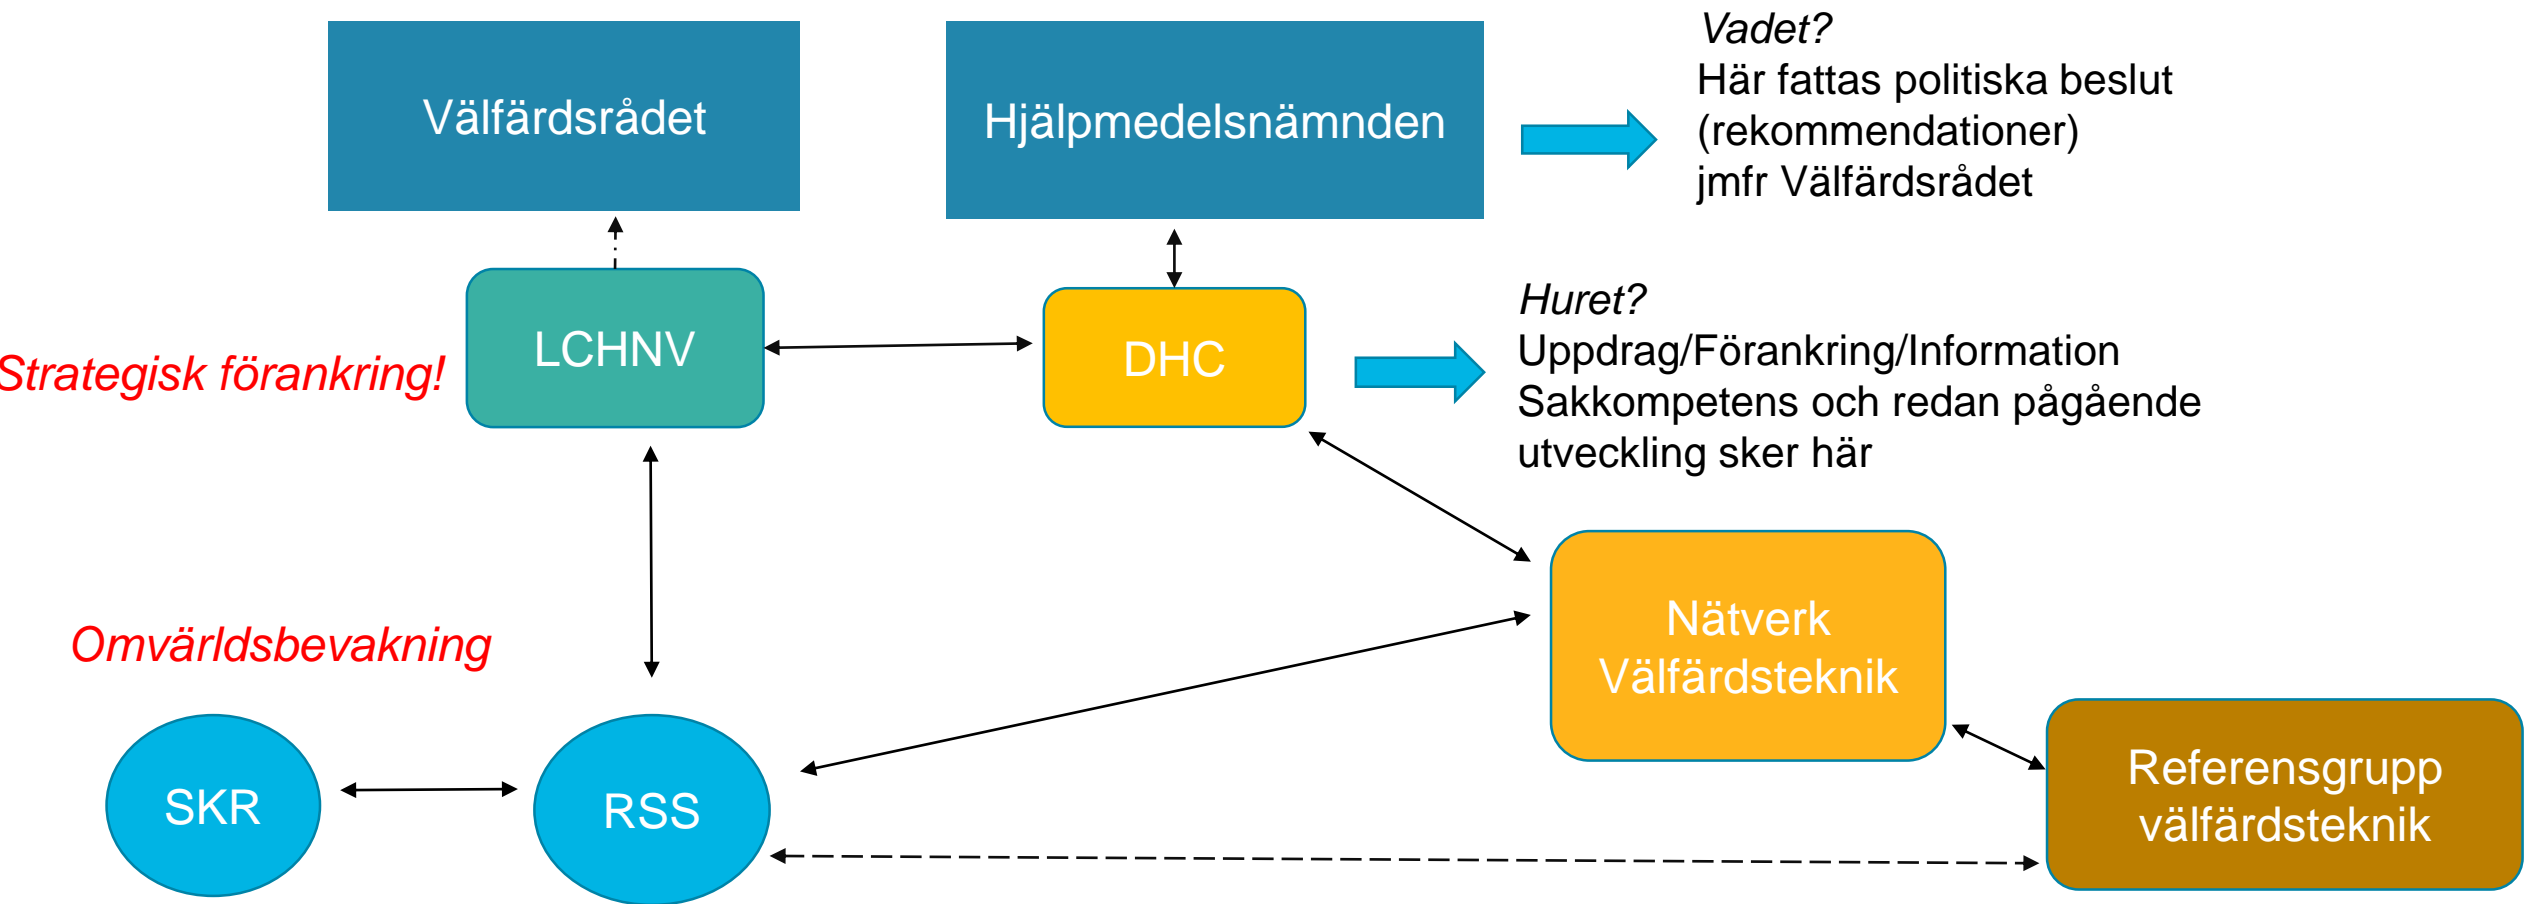 Välfärdsrådet
Hjälpmedelsnämnden
Vadet?
Här fattas politiska beslut
(rekommendationer)
jmfr Välfärdsrådet
Strategisk förankring!
LCHNV
DHC
Huret?
Uppdrag/Förankring/Information
Sakkompetens och redan pågående
utveckling sker här
Omvärldsbevakning
Nätverk
Välfärdsteknik
SKR
RSS
Referensgrupp
välfärdsteknik